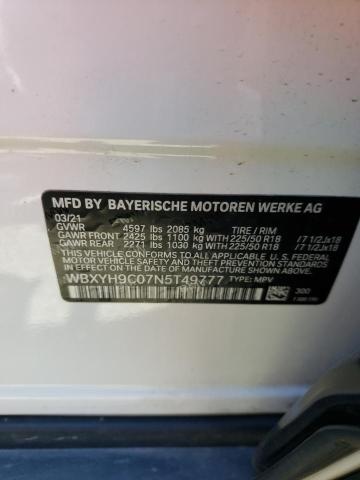 MFD BY BAYERISCHE MOTOREN WERKE AG
03/21
GVWR 4597 lbs 2085 kg TIRE / RIM
GAWR FRONT 2425 lbs 1100 kg WITH 225/50 R18 /7 1/2Jx18
GAWR REAR 2271 lbs 1030 kg WITH 225/50 R18 /7 1/2Jx18
THIS VEHICLE CONFORMS TO ALL APPLICABLE U. S. FEDERAL
MOTOR VEHICLE SAFETY, BUMPER, AND THEFT PREVENTION
STANDARDS IN EFFECT ON THE DATE OF MANUFACTURE SHOWN ABOVE.
WBXYH9C07N5T49777 TYPE: MPV
300